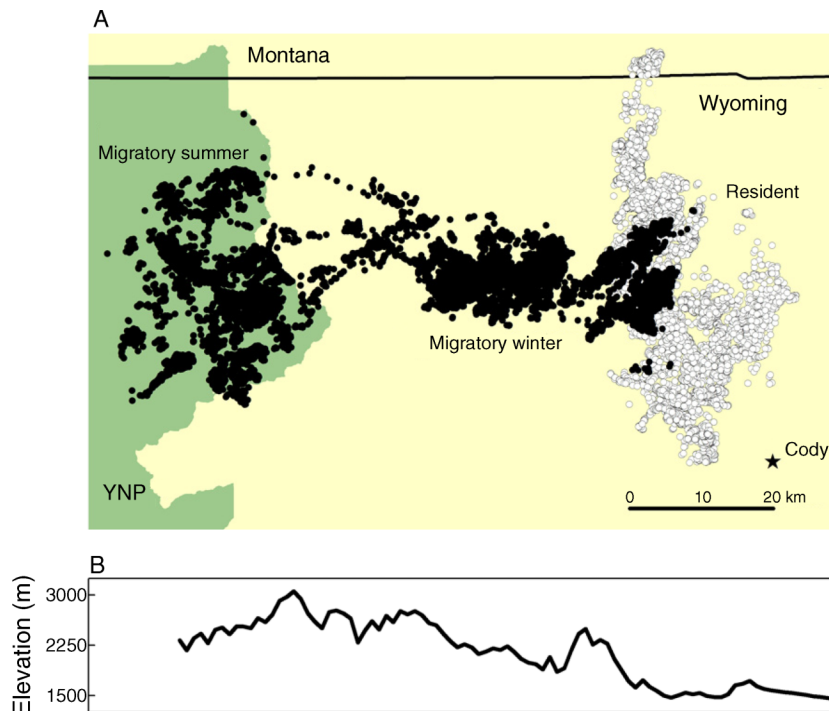 A
Montana
Wyoming
Migratory summer
Resident
Migratory winter
Cody
YNP
0 10 20 km
B
Elevation (m)
3000
2250
1500